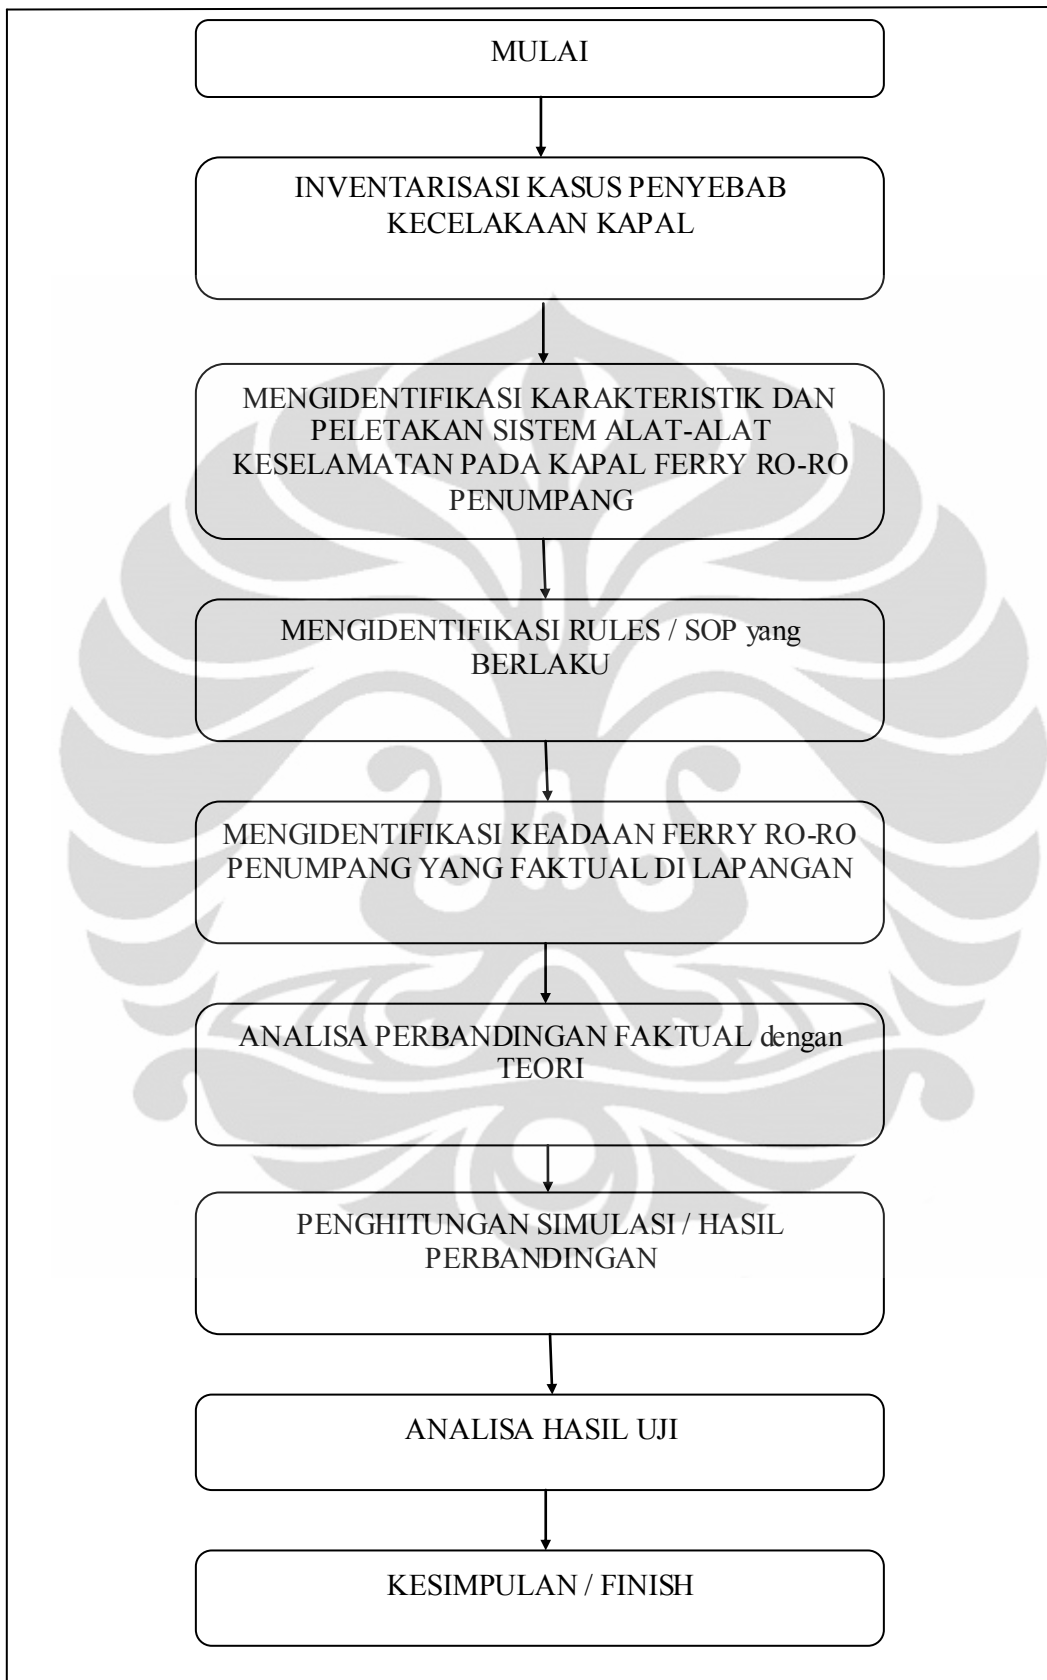 MULAI
INVENTARISASI KASUS PENYEBAB
KECELAKAAN KAPAL
MENGIDENTIFIKASI KARAKTERISTIK DAN
PELETAKAN SISTEM ALAT-ALAT
KESELAMATAN PADA KAPAL FERRY RO-RO
PENUMPANG
MENGIDENTIFIKASI RULES / SOP yang
BERLAKU
MENGIDENTIFIKASI KEADAAN FERRY RO-RO
PENUMPANG YANG FAKTUAL DI LAPANGAN
ANALISA PERBANDINGAN FAKTUAL dengan
TEORI
PENGHITUNGAN SIMULASI / HASIL
PERBANDINGAN
ANALISA HASIL UJI
KESIMPULAN / FINISH